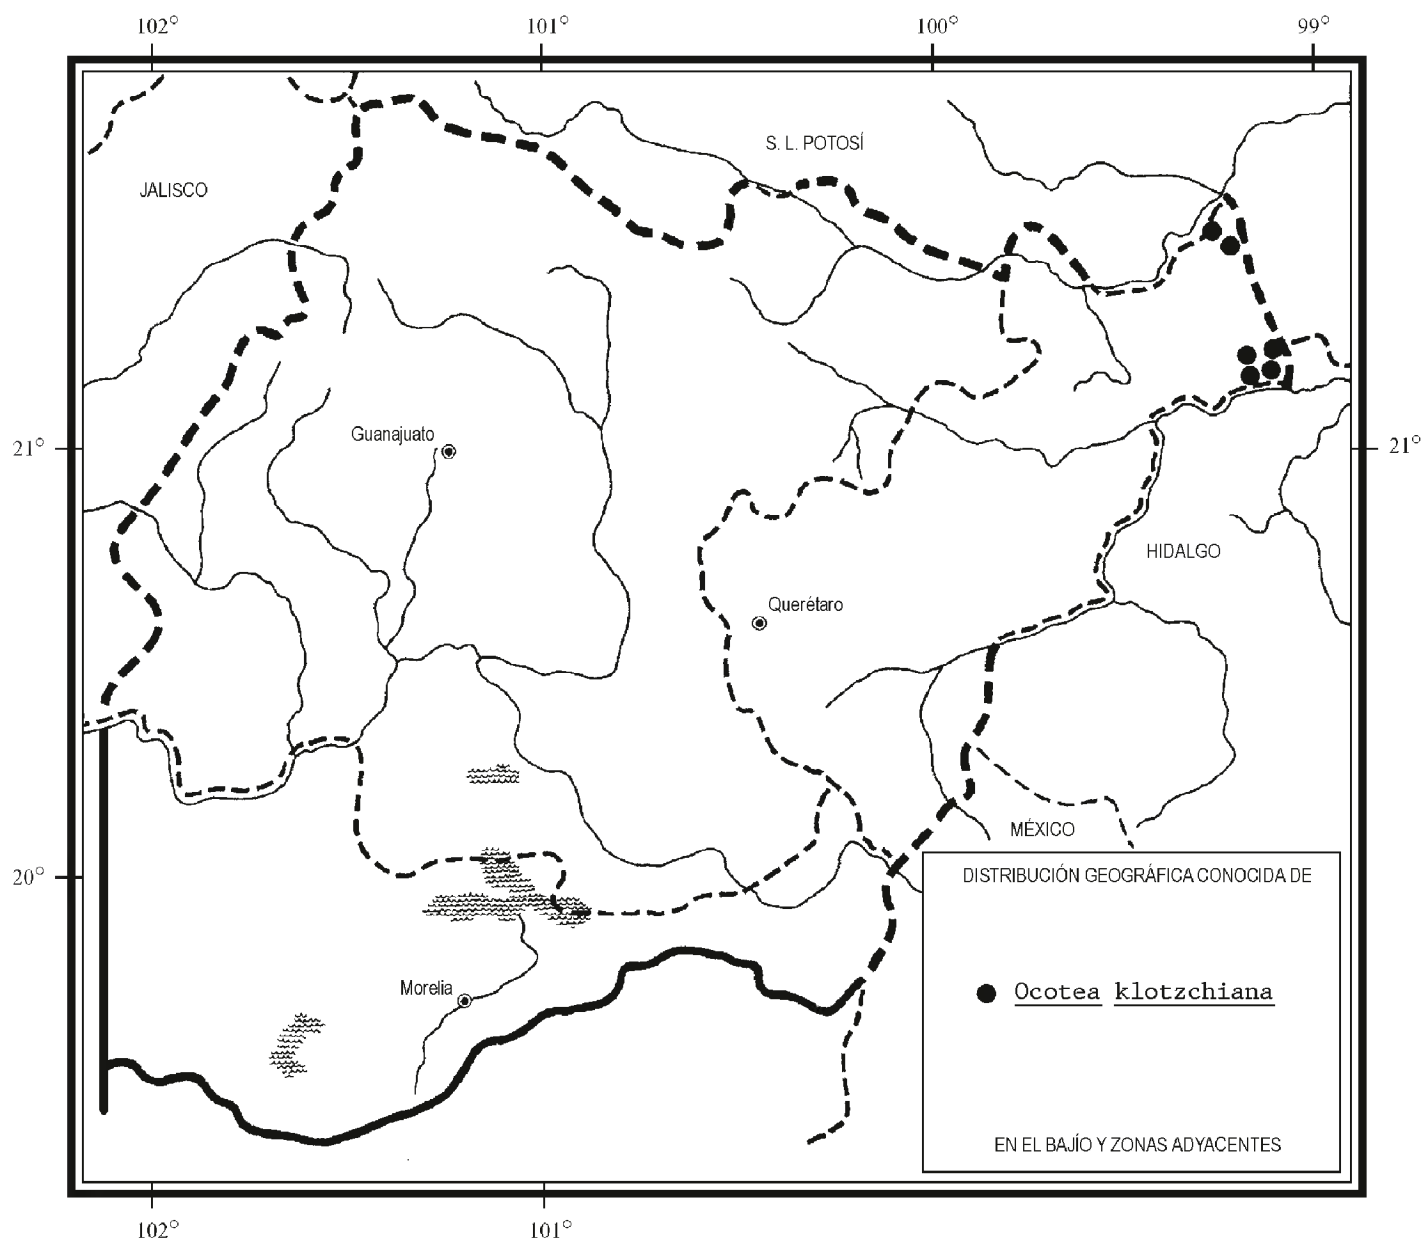 102° 101° 100° 99°
S. L. POTOSÍ
JALISCO
Guanajuato
21° 21°
HIDALGO
Querétaro
MÉXICO
20°
DISTRIBUCIÓN GEOGRÁFICA CONOCIDA DE
Morelia
Ocotea klotzchiana
EN EL BAJÍO Y ZONAS ADYACENTES
102° 101°